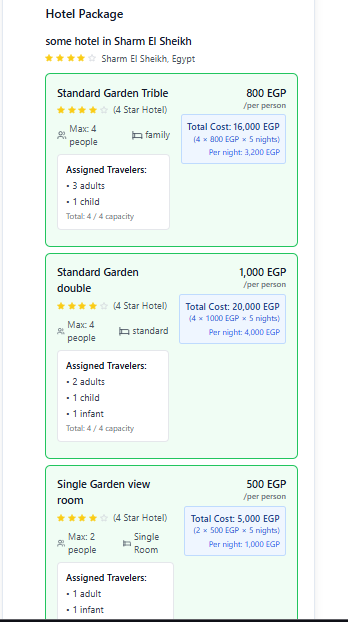 Hotel Package
some hotel in Sharm El Sheikh
Sharm El Sheikh, Egypt
Standard Garden Trible
800 EGP
/per person
(4 Star Hotel)
Max: 4
people
family
Total Cost: 16,000 EGP
(4 × 800 EGP × 5 nights)
Per night: 3,200 EGP
Assigned Travelers:
• 3 adults
• 1 child
Total: 4 / 4 capacity
Standard Garden
double
1,000 EGP
/per person
(4 Star Hotel)
Max: 4
people
standard
Total Cost: 20,000 EGP
(4 × 1000 EGP × 5 nights)
Per night: 4,000 EGP
Assigned Travelers:
• 2 adults
• 1 child
• 1 infant
Total: 4 / 4 capacity
Single Garden view
room
500 EGP
/per person
(4 Star Hotel)
Max: 2
people
Single
Room
Total Cost: 5,000 EGP
(2 × 500 EGP × 5 nights)
Per night: 1,000 EGP
Assigned Travelers:
• 1 adult
• 1 infant